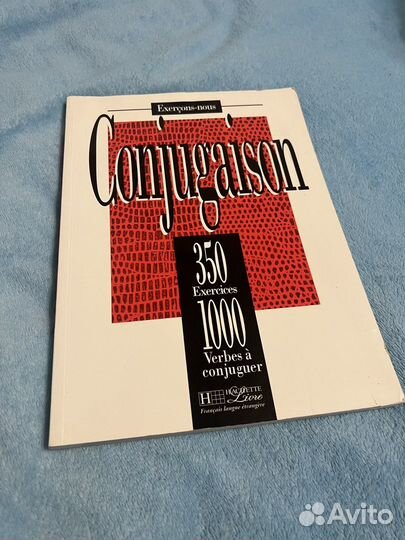 Exerçons-nous
Conjugaison
350
Exercices
1000
Verbes à
conjuguer
H HACHETTE
Livre
Français langue étrangère
Avito